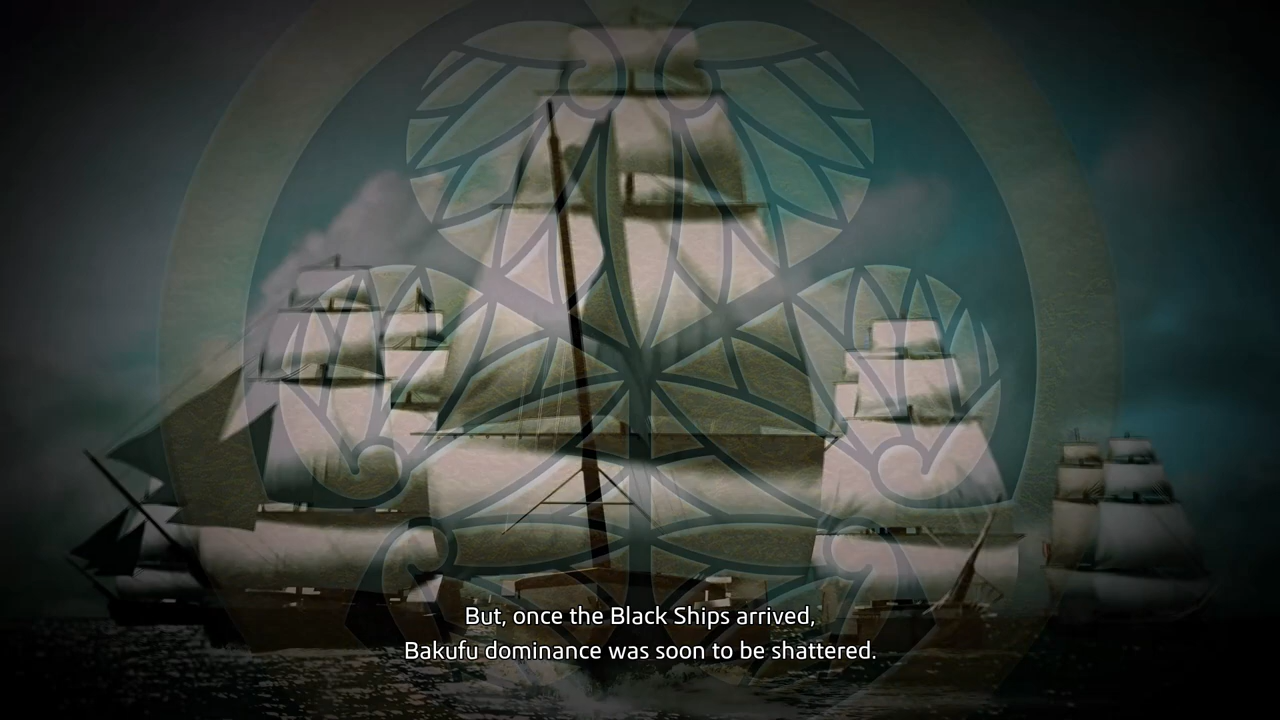 But, once the Black Ships arrived,
Bakufu dominance was soon to be shattered.